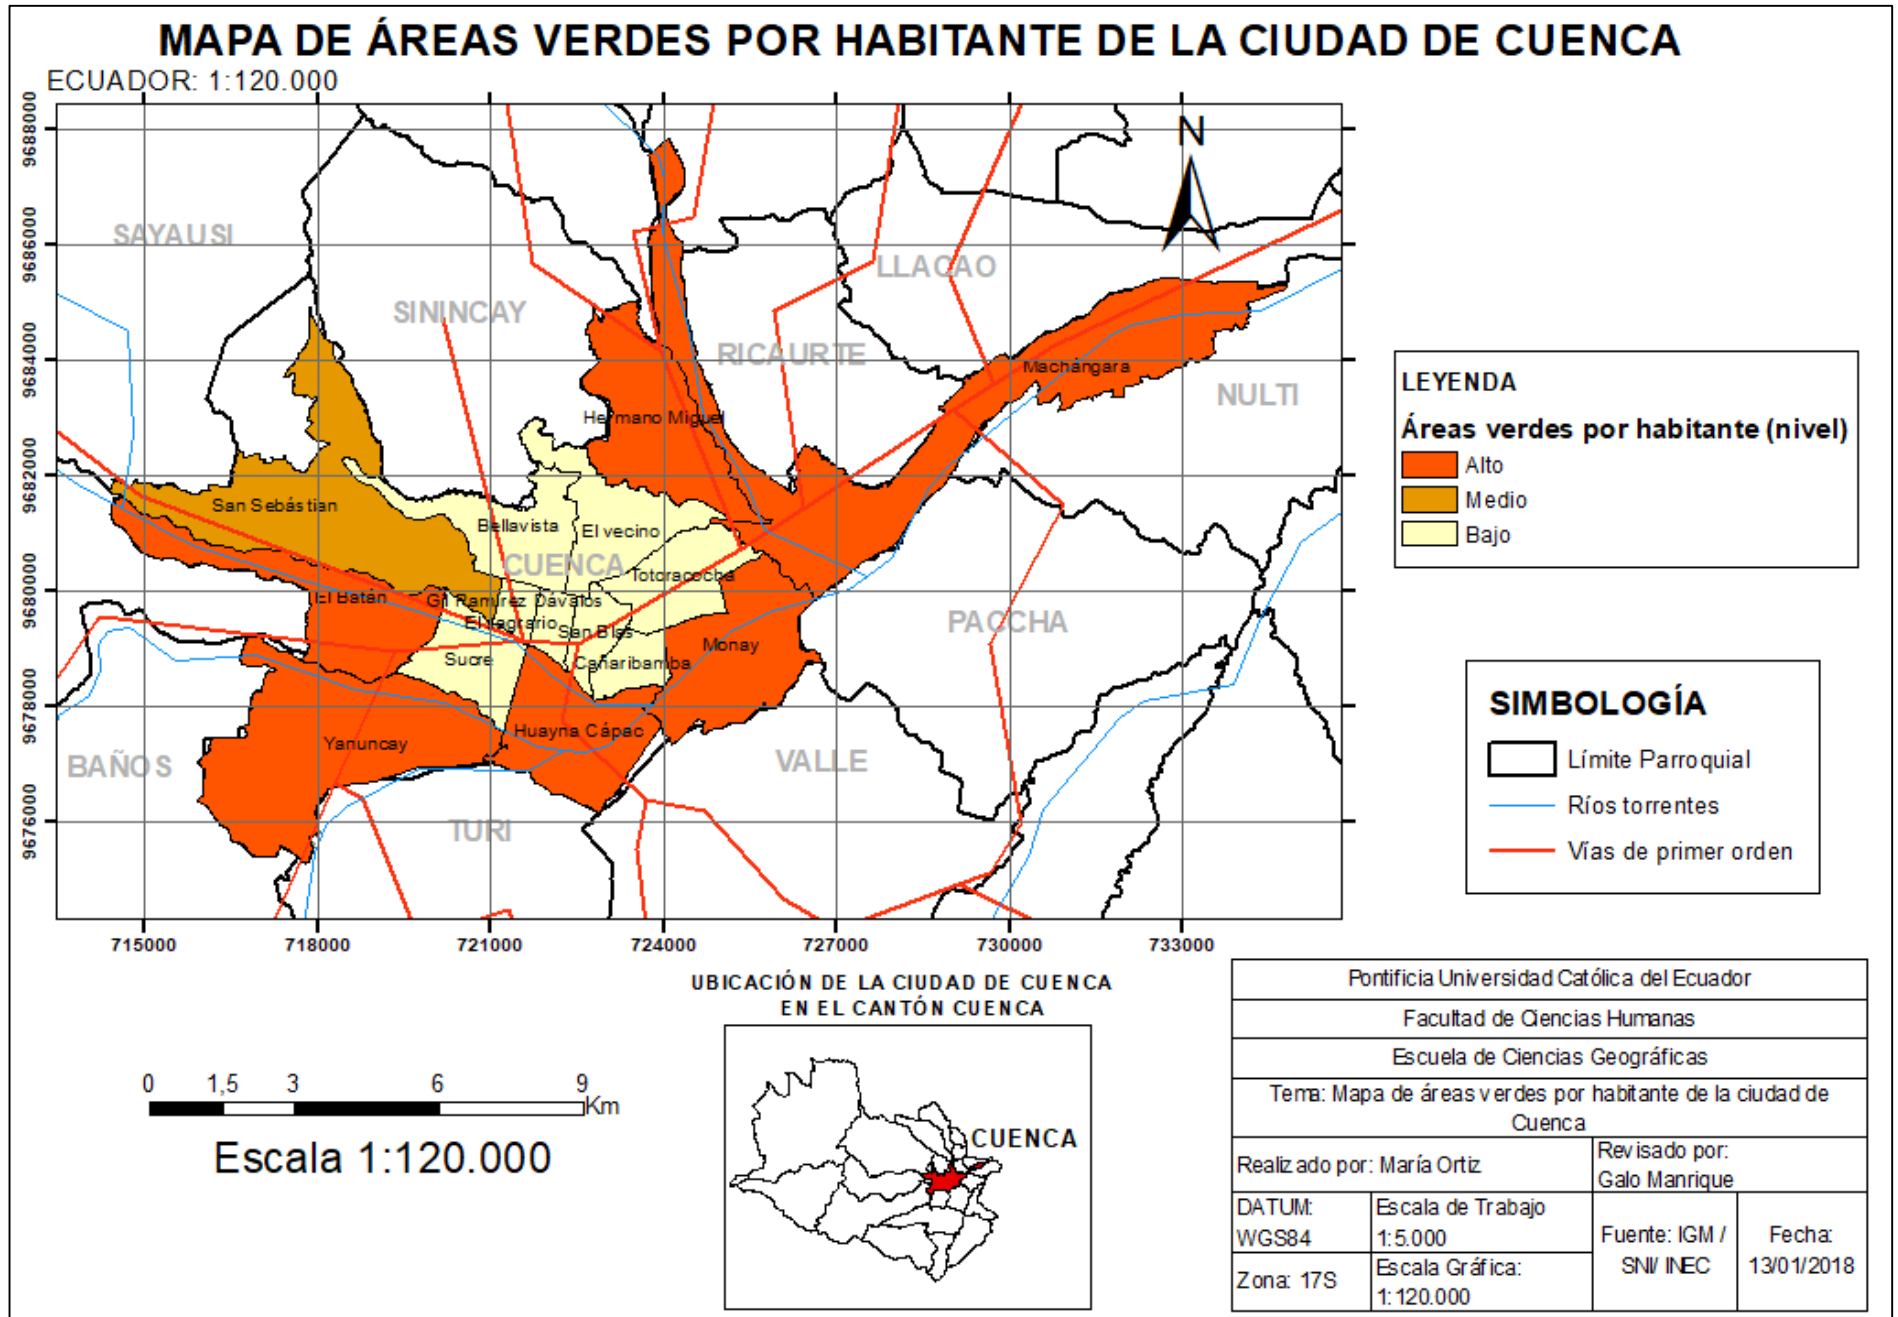 MAPA DE ÁREAS VERDES POR HABITANTE DE LA CIUDAD DE CUENCA
ECUADOR: 1:120.000
9688000
9686000
9684000
9682000
9680000
9678000
9676000
SAYAUSI
SININCAY
LLACAO
RICAURTE
NULTI
Machángara
Hermano Miguel
San Sebástian
Bellavista
El vecino
CUENCA
Totoracocha
El Batán
Gil Ramírez Dávalos
El sagrario
San Blas
PACCHA
Monay
Sucre
Cañaribamba
Huayna Cápac
Yanuncay
BAÑOS
VALLE
TURI
N
715000
718000
721000
724000
727000
730000
733000
LEYENDA
Áreas verdes por habitante (nivel)
Alto
Medio
Bajo
SIMBOLOGÍA
Límite Parroquial
Ríos torrentes
Vías de primer orden
UBICACIÓN DE LA CIUDAD DE CUENCA
EN EL CANTÓN CUENCA
CUENCA
0 1,5 3 6 9
Km
Escala 1:120.000
Pontificia Universidad Católica del Ecuador
Facultad de Ciencias Humanas
Escuela de Ciencias Geográficas
Tema: Mapa de áreas verdes por habitante de la ciudad de
Cuenca
Realizado por: María Ortiz
Revisado por:
Galo Manrique
DATUM:
WGS84
Escala de Trabajo
1:5.000
Zona: 17S
Escala Gráfica:
1:120.000
Fuente: IGM /
SNI/ INEC
Fecha:
13/01/2018